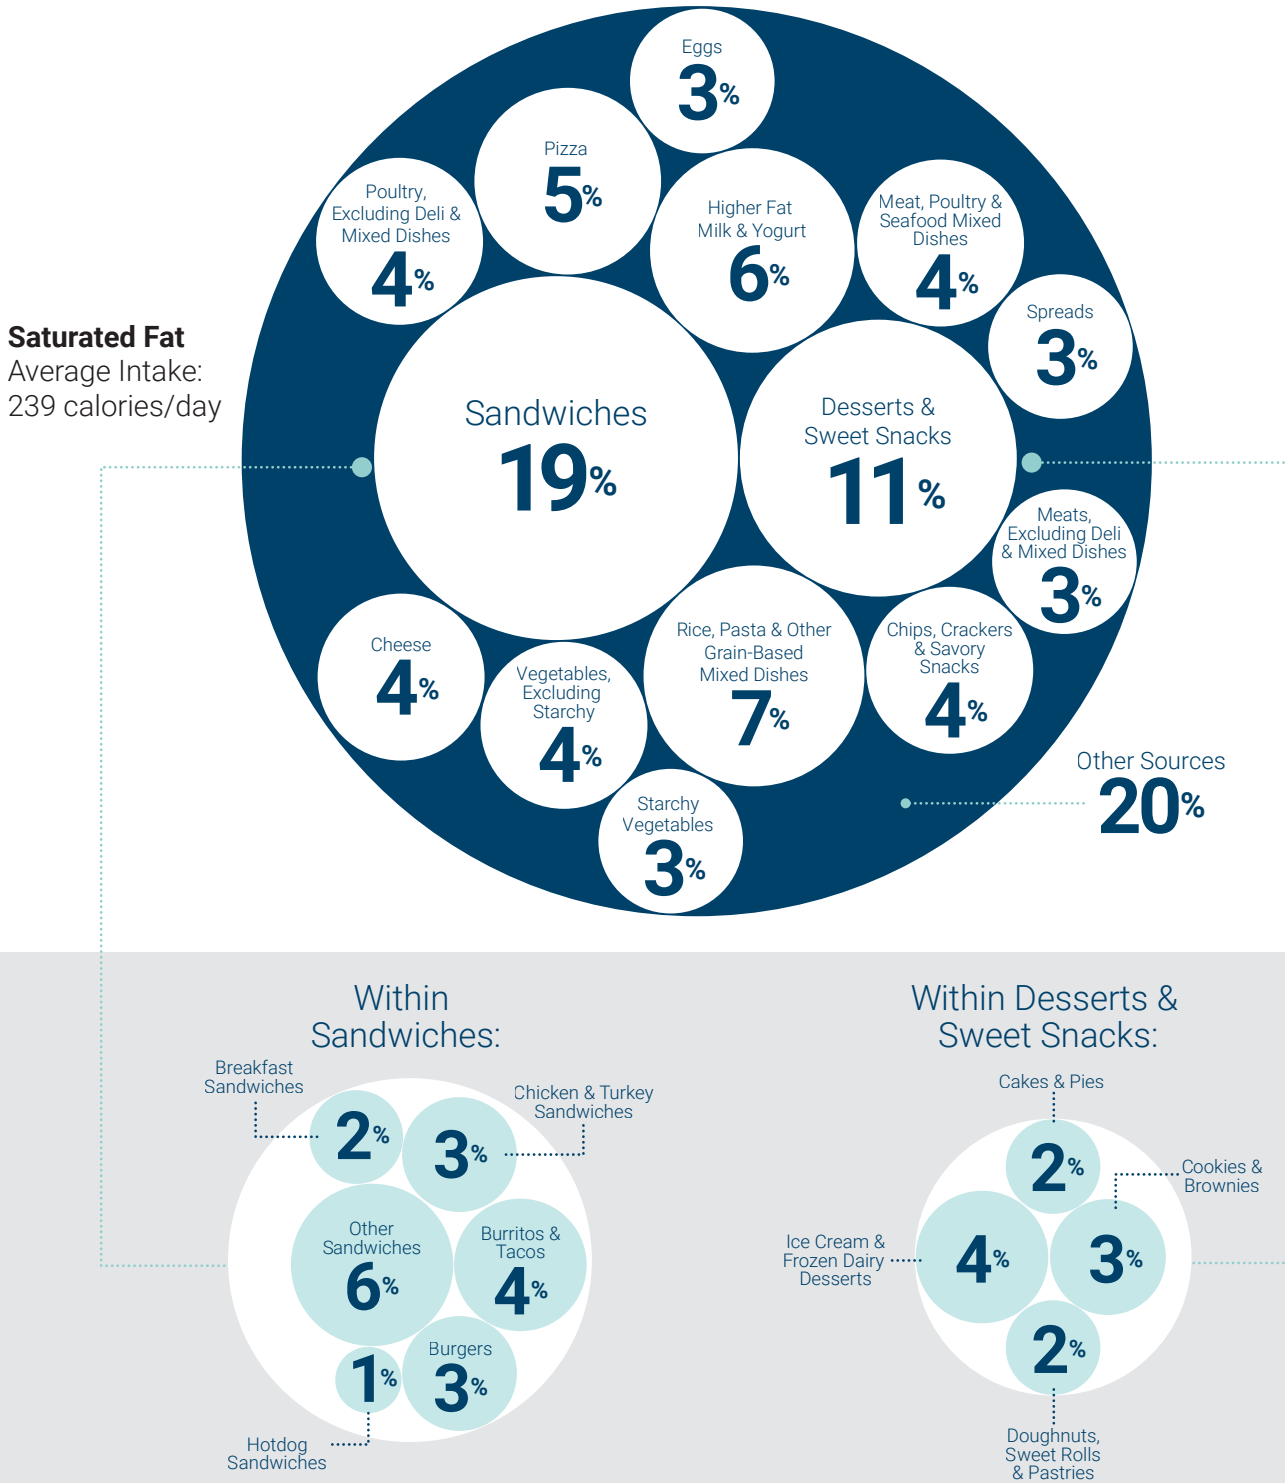 Eggs
3%
Pizza
5%
Poultry,
Excluding Deli &
Mixed Dishes
4%
Higher Fat
Milk & Yogurt
6%
Meat, Poultry &
Seafood Mixed
Dishes
4%
Spreads
3%
Saturated Fat
Average Intake:
239 calories/day
Sandwiches
19%
Desserts &
Sweet Snacks
11%
Meats,
Excluding Deli
& Mixed Dishes
3%
Cheese
4%
Vegetables,
Excluding
Starchy
4%
Rice, Pasta & Other
Grain-Based
Mixed Dishes
7%
Chips, Crackers
& Savory
Snacks
4%
Starchy
Vegetables
3%
Other Sources
20%
Within
Sandwiches:
Breakfast
Sandwiches
2%
Chicken & Turkey
Sandwiches
3%
Other
Sandwiches
6%
Burritos &
Tacos
4%
Burgers
3%
1%
Hotdog
Sandwiches
Within Desserts &
Sweet Snacks:
Cakes & Pies
2%
Cookies &
Brownies
3%
Ice Cream &
Frozen Dairy
Desserts
4%
2%
Doughnuts,
Sweet Rolls
& Pastries